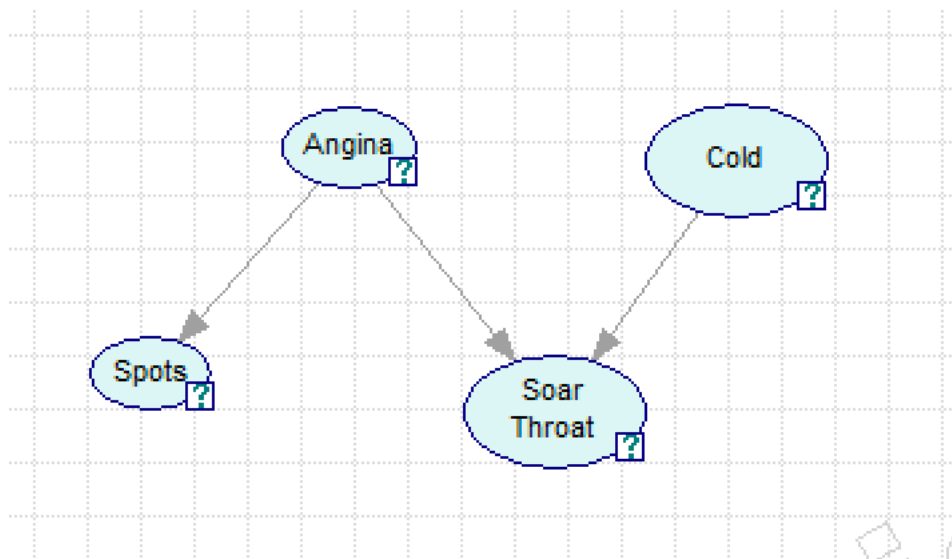 Angina
?
Cold
?
Spots
?
Soar
Throat
?